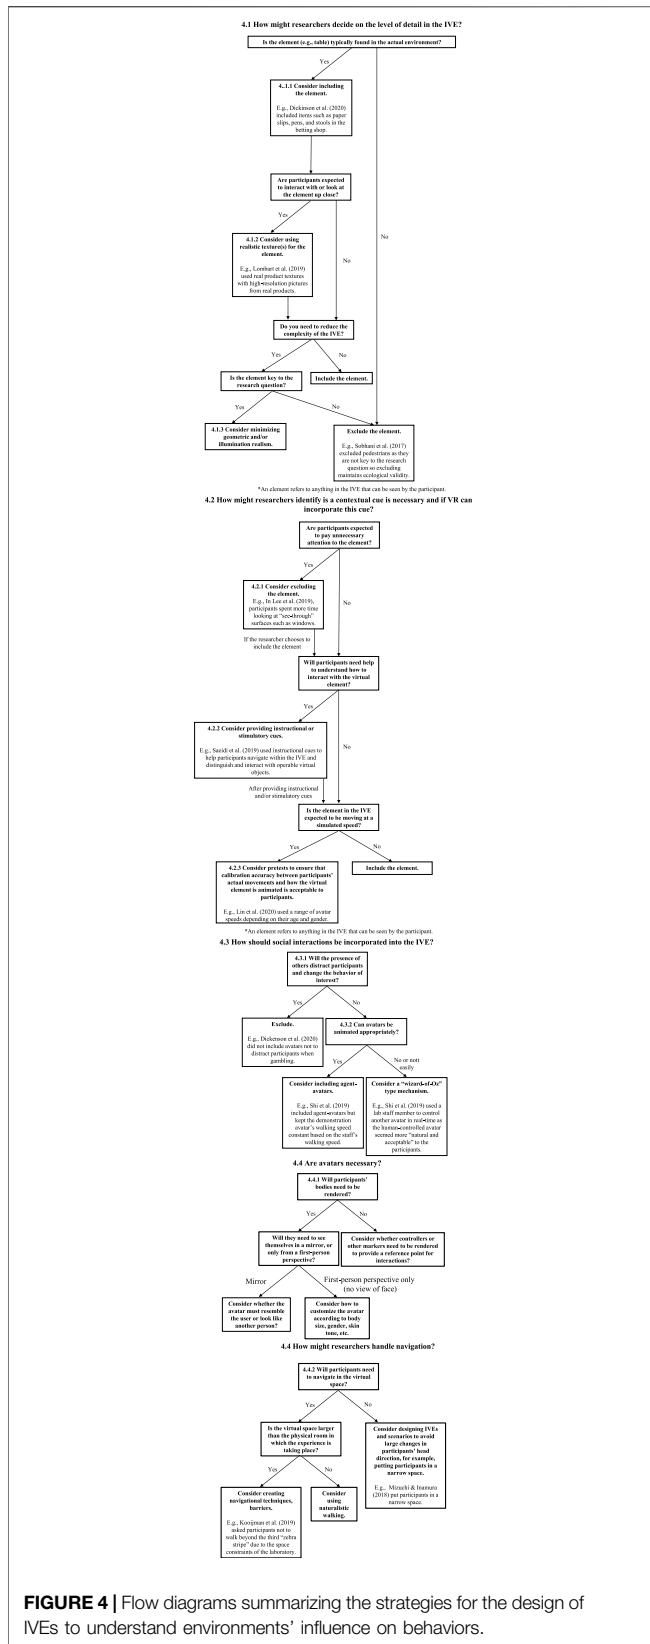 4.1 How might researchers decide on the level of detail in the IVE?
Is the element (e.g., table) typically found in the actual environment?
Yes
4..1.1 Consider including
the element.
E.g., Dickinson et al. (2020)
included items such as paper
slips, pens, and stools in the
betting shop.
Are participants expected
to interact with or look at
the element up close?
Yes
4.1.2 Consider using
realistic texture(s) for the
element.
No
E.g., Lombart et al. (2019)
used real product textures
with high-resolution pictures
from real products.
No
Do you need to reduce the
complexity of the IVE?
Yes
No
Is the element key to the
research question?
Include the element.
Yes
No
4.1.3 Consider minimizing
geometric and/or
illumination realism.
Exclude the element.
E.g., Sobhani et al. (2017)
excluded pedestrians as they
are not key to the research
question so excluding
maintains ecological validity.
*An element refers to anything in the IVE that can be seen by the participant.
4.2 How might researchers identify is a contextual cue is necessary and if VR can
incorporate this cue?
Are participants expected
to pay unnecessary
attention to the element?
Yes
4.2.1 Consider excluding
the element.
E.g., In Lee et al. (2019),
participants spent more time
looking at "see-through"
surfaces such as windows.
No
If the researcher chooses to
include the element
Will participants need help
to understand how to
interact with the virtual
element?
Yes
4.2.2 Consider providing instructional or
stimulatory cues.
E.g., Saeidi et al. (2019) used instructional cues to
help participants navigate within the IVE and
distinguish and interact with operable virtual
objects.
No
After providing instructional
and/or stimulatory cues
Is the element in the IVE
expected to be moving at a
simulated speed?
Yes
No
4.2.3 Consider pretests to ensure that
calibration accuracy between participants'
actual movements and how the virtual
element is animated is acceptable to
participants.
E.g., Lin et al. (2020) used a range of avatar
speeds depending on their age and gender.
Include the element.
*An element refers to anything in the IVE that can be seen by the participant.
4.3 How should social interactions be incorporated into the IVE?
4.3.1 Will the presence of
others distract participants
and change the behavior of
interest?
Yes
No
Exclude.
E.g., Dickenson et al. (2020)
did not include avatars not to
distract participants when
gambling.
4.3.2 Can avatars be
animated appropriately?
Yes
No or nott
easily
Consider including agent-
avatars.
E.g., Shi et al. (2019)
included agent-avatars but
kept the demonstration
avatar's walking speed
constant based on the staff's
walking speed.
Consider a "wizard-of-Oz"
type mechanism.
E.g., Shi et al. (2019) used a
lab staff member to control
another avatar in real-time as
the human-controlled avatar
seemed more "natural and
acceptable" to the
participants.
4.4 Are avatars necessary?
4.4.1 Will participants'
bodies need to be
rendered?
Yes
No
Will they need to see
themselves in a mirror, or
only from a first-person
perspective?
Consider whether controllers or
other markers need to be rendered
to provide a reference point for
interactions?
Mirror
First-person perspective only
(no view of face)
Consider whether the
avatar must resemble
the user or look like
another person?
Consider how to
customize the avatar
according to body
size, gender, skin
tone, etc.
4.4 How might researchers handle navigation?
4.4.2 Will participants need
to navigate in the virtual
space?
Yes
No
Is the virtual space larger
than the physical room in
which the experience is
taking place?
Consider designing IVEs
and scenarios to avoid
large changes in
participants' head
direction, for example,
putting participants in a
narrow space.
E.g., Mizuchi & Inamura
(2018) put participants in a
narrow space.
Yes
No
Consider creating
navigational techniques,
barriers.
E.g., Kooijman et al. (2019)
asked participants not to
walk beyond the third "zebra
stripe" due to the space
constraints of the laboratory.
Consider
using
naturalistic
walking.
FIGURE 4 | Flow diagrams summarizing the strategies for the design of
IVEs to understand environments' influence on behaviors.